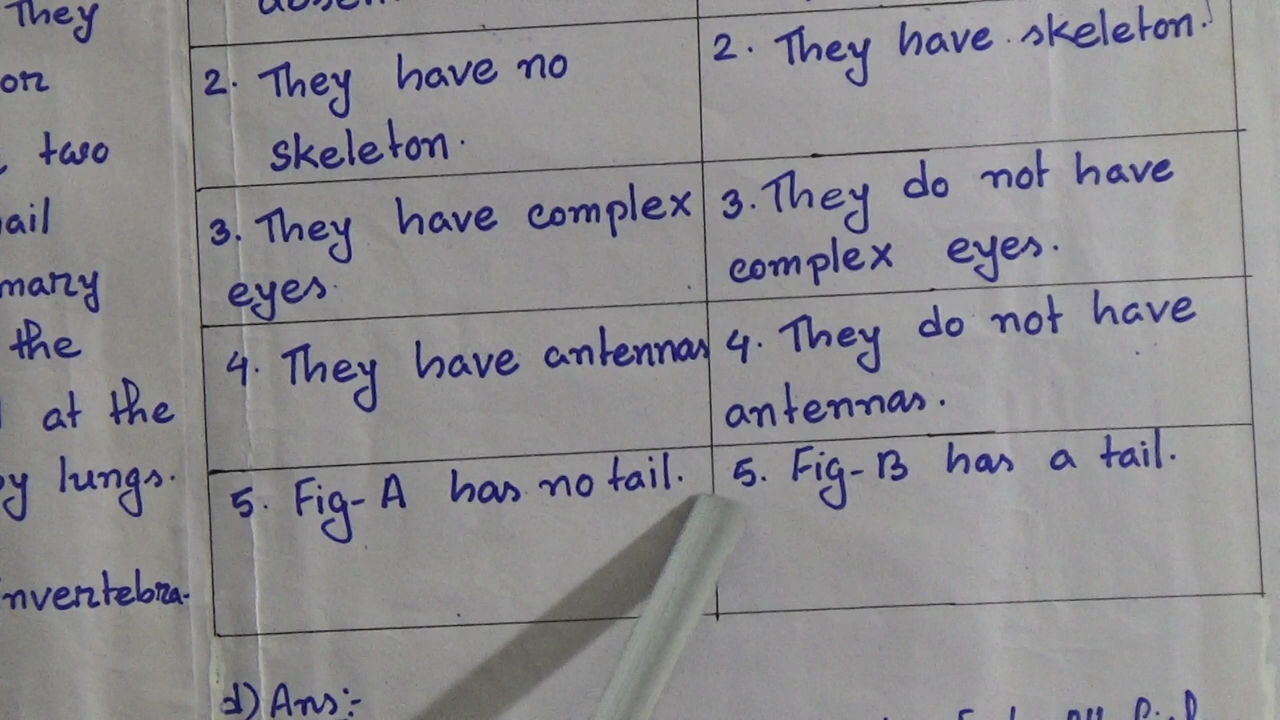 They
on
two
ail
many
the
at the
by lungs.
nvertebra-
2. They have no
skeleton.
2. They have skeleton.
3. They have complex
eyes.
3. They do not have
complex eyes.
4. They have antennas
4. They do not have
antennas.
5. Fig-A has no tail.
5. Fig-B has a tail.
d) Ans:-